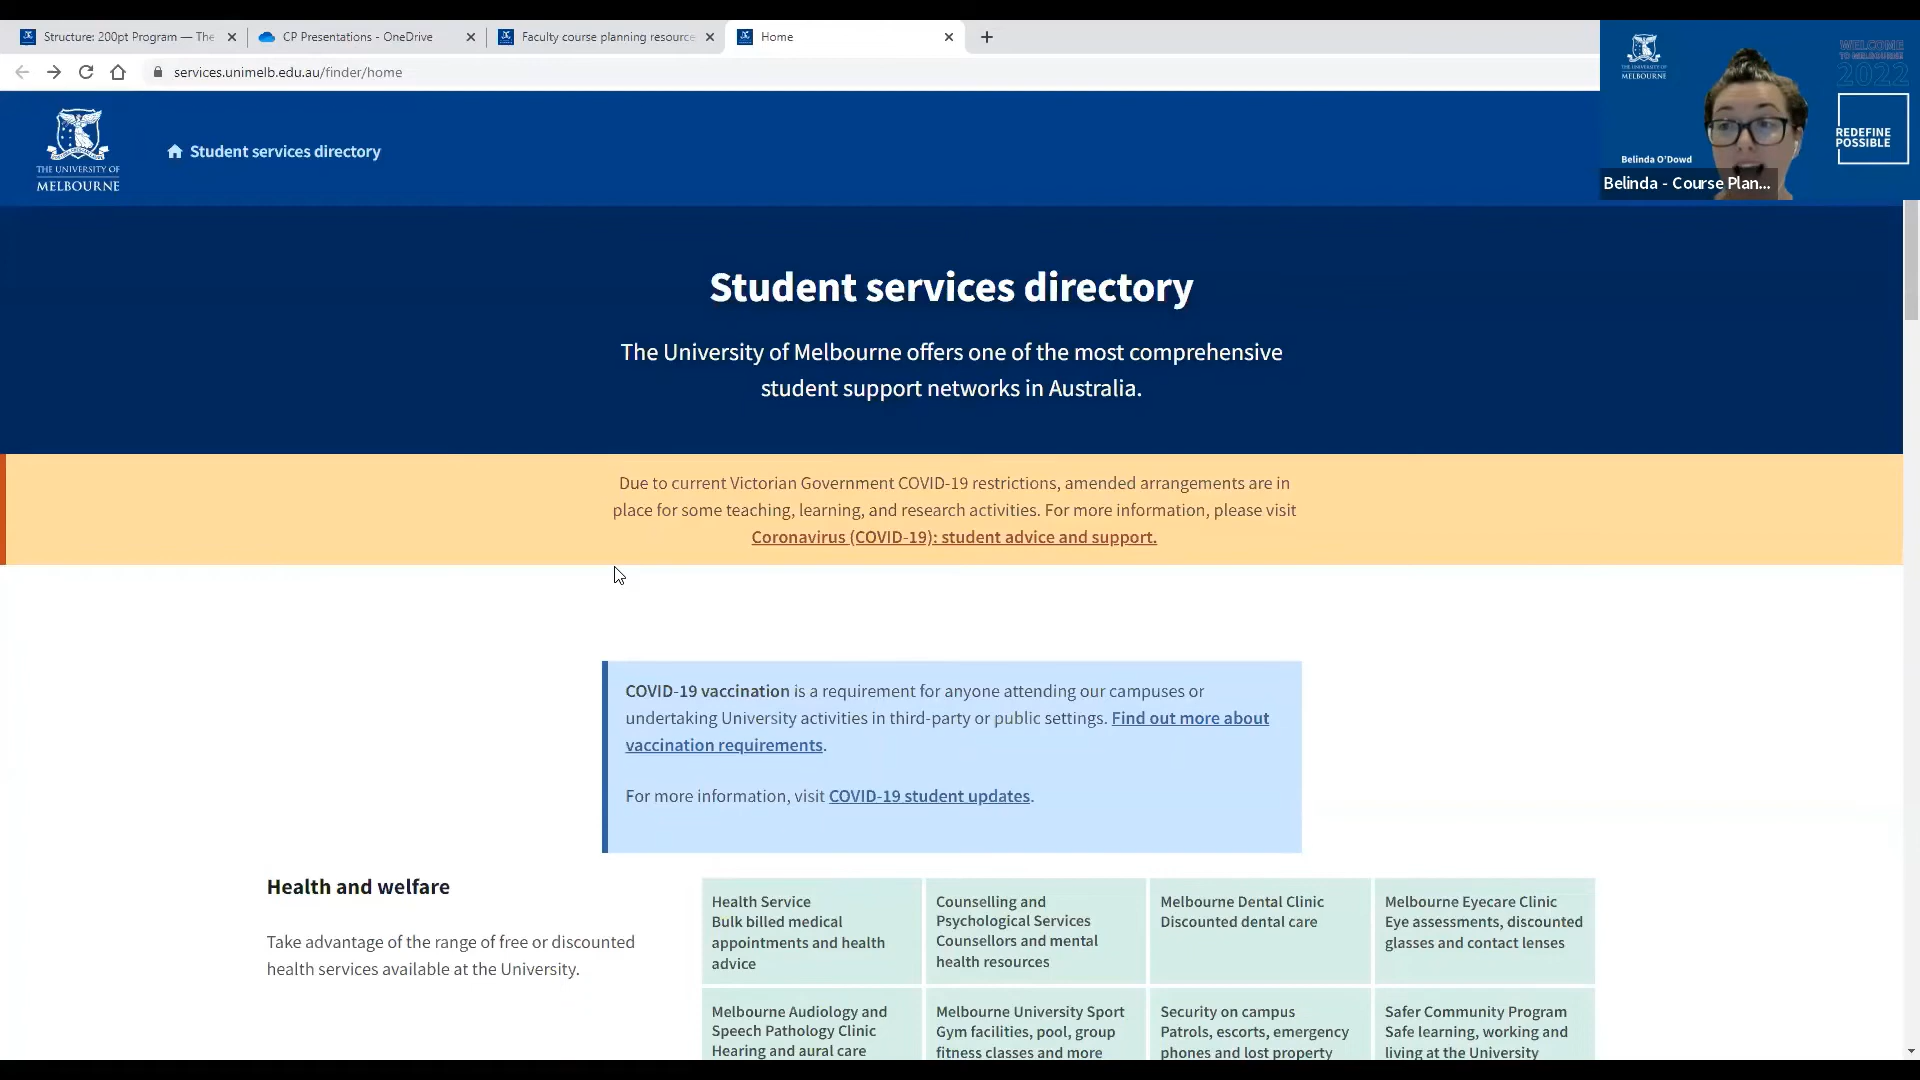 Structure: 200pt Program — The
CP Presentations - OneDrive
Faculty course planning resource
Home
services.unimelb.edu.au/finder/home
THE UNIVERSITY OF
MELBOURNE
Student services directory
THE UNIVERSITY OF
MELBOURNE
WELCOME
TO MELBOURNE
2022
REDEFINE
POSSIBLE
Belinda O'Dowd
Belinda - Course Plan...
Student services directory
The University of Melbourne offers one of the most comprehensive
student support networks in Australia.
Due to current Victorian Government COVID-19 restrictions, amended arrangements are in
place for some teaching, learning, and research activities. For more information, please visit
Coronavirus (COVID-19): student advice and support.
COVID-19 vaccination is a requirement for anyone attending our campuses or
undertaking University activities in third-party or public settings. Find out more about
vaccination requirements.
For more information, visit COVID-19 student updates.
Health and welfare
Take advantage of the range of free or discounted
health services available at the University.
Health Service
Bulk billed medical
appointments and health
advice
Counselling and
Psychological Services
Counsellors and mental
health resources
Melbourne Dental Clinic
Discounted dental care
Melbourne Eyecare Clinic
Eye assessments, discounted
glasses and contact lenses
Melbourne Audiology and
Speech Pathology Clinic
Hearing and aural care
Melbourne University Sport
Gym facilities, pool, group
fitness classes and more
Security on campus
Patrols, escorts, emergency
phones and lost property
Safer Community Program
Safe learning, working and
living at the University